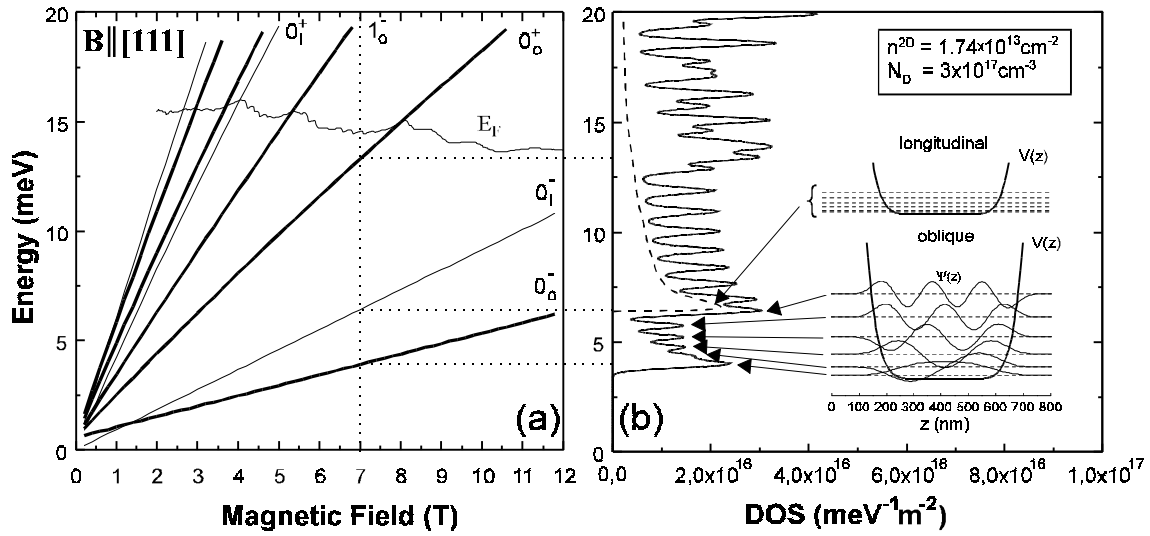 B||[111]
0l+
1o-
0o+
EF
0l-
0o-
20
15
10
5
0
Energy (meV)
0 1 2 3 4 5 6 7 8 9 10 11 12
Magnetic Field (T)
(a)
20
15
10
5
0
n2D = 1.74x10^13cm-2
ND = 3x10^17cm-3
longitudinal
V(z)
oblique
V(z)
Ψ(z)
0 100 200 300 400 500 600 700 800
z (nm)
(b)
0,0 2,0x10^16 4,0x10^16 6,0x10^16 8,0x10^16 1,0x10^17
DOS (meV-1m-2)